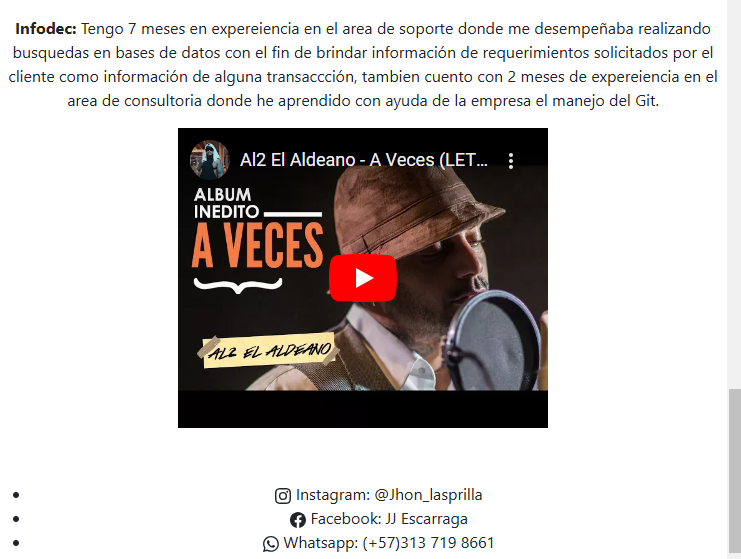 Infodec: Tengo 7 meses en expereiencia en el area de soporte donde me desempeñaba realizando
busquedas en bases de datos con el fin de brindar información de requerimientos solicitados por el
cliente como información de alguna transaccción, tambien cuento con 2 meses de expereiencia en el
area de consultoria donde he aprendido con ayuda de la empresa el manejo del Git.
Al2 El Aldeano - A Veces (LET...
ALBUM
INEDITO
A VECES
AL2 EL ALDEANO
Instagram: @Jhon_lasprilla
Facebook: JJ Escarraga
Whatsapp: (+57)313 719 8661